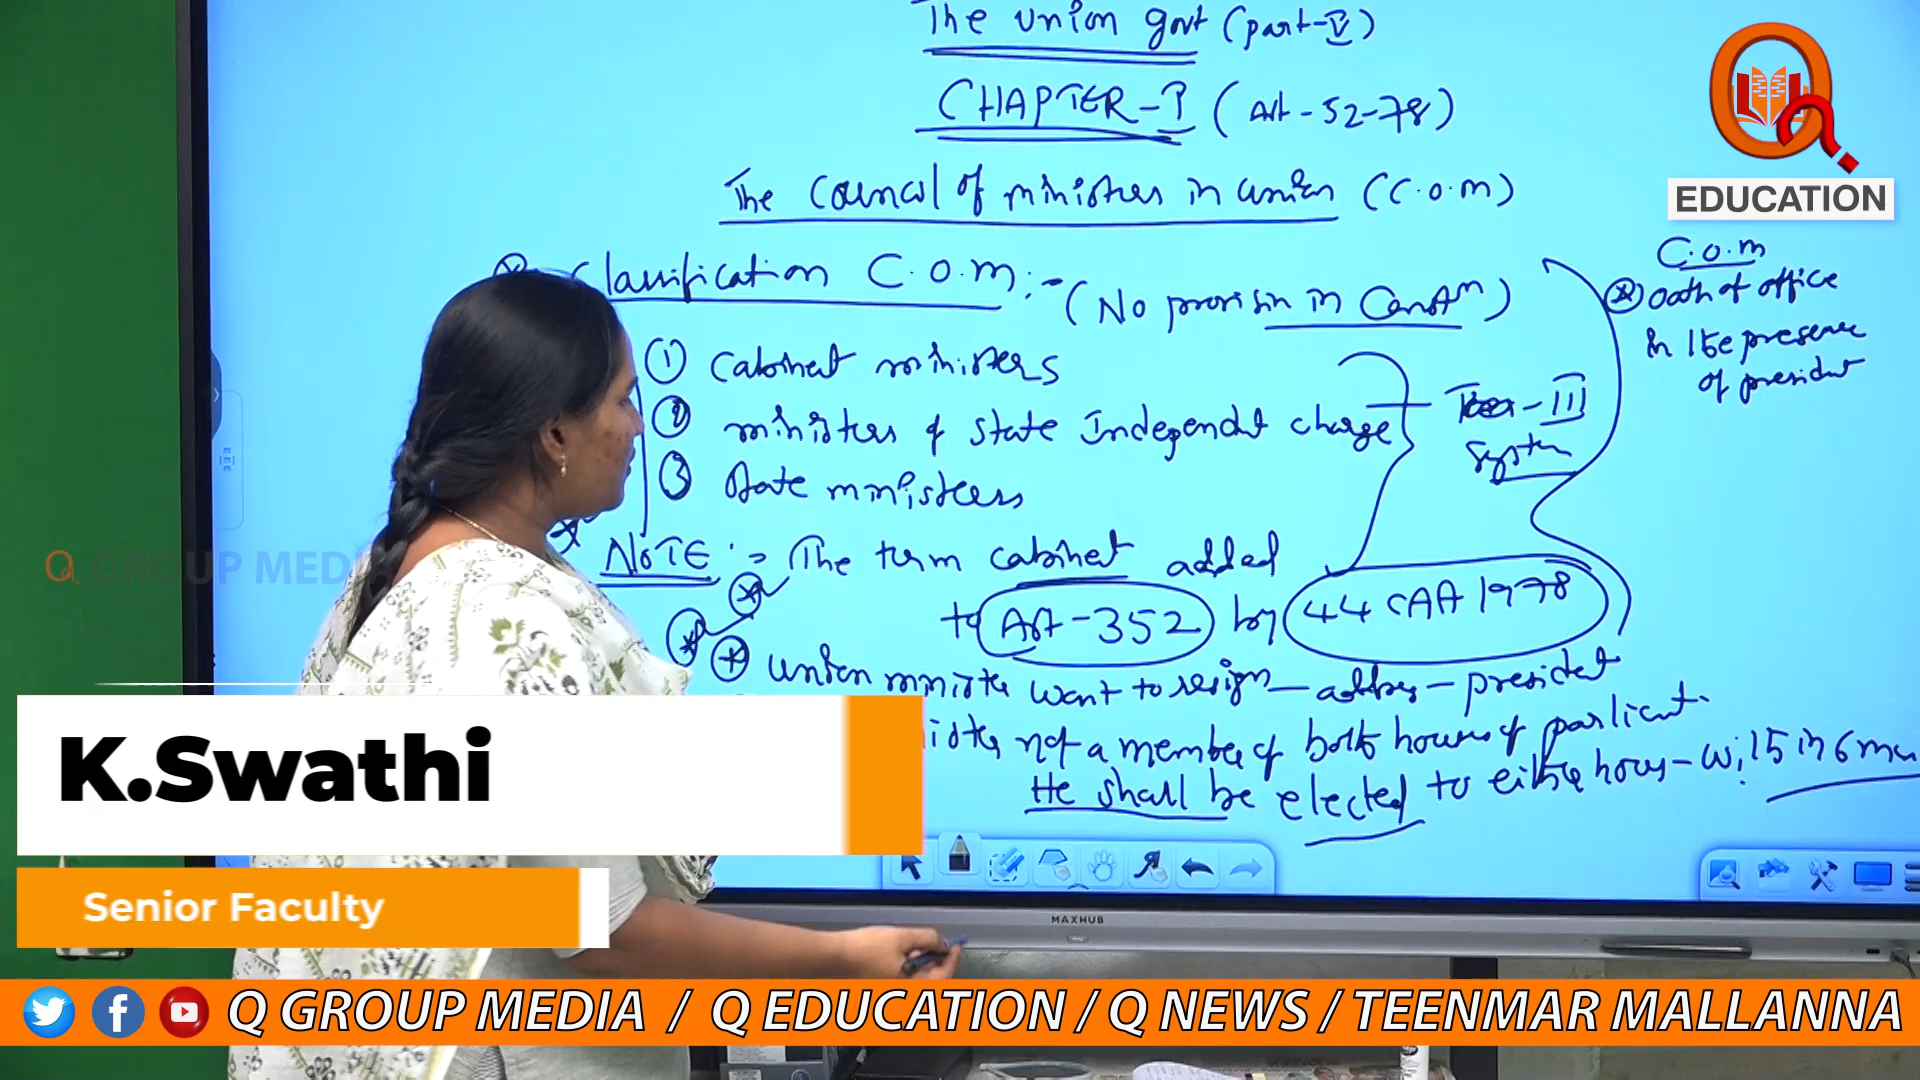 The union govt (part-V)
CHAPTER-I (Art-52-78)
The Council of ministers in union (C.O.M)
Classification C.O.M:- (No provision in Constn)
① Cabinet ministers
② ministers of state Independent charge
③ State ministers
III
System
NOTE := The term cabinet added
to Art-352 by 44 CAA 1978
union minister want to resign - address - president
not a member of both houses of
He shall be elected to either house - in 6
C.O.M
Oath of office
In the presence
of president
Q
EDUCATION
Q GROUP MEDIA
K.Swathi
Senior Faculty
MAXHUB
Q GROUP MEDIA / Q EDUCATION / Q NEWS / TEENMAR MALLANNA